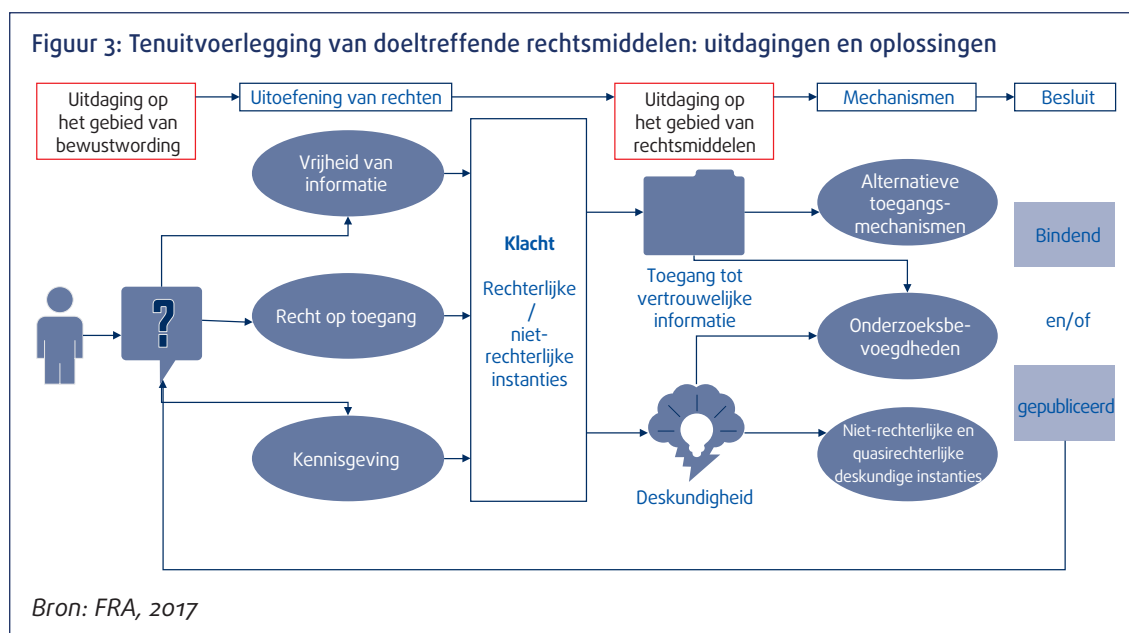 Figuur 3: Tenuitvoerlegging van doeltreffende rechtsmiddelen: uitdagingen en oplossingen
Uitdaging op
het gebied van
bewustwording
Uitoefening van rechten
Uitdaging op
het gebied van
rechtsmiddelen
Mechanismen
Besluit
Vrijheid van
informatie
Recht op toegang
Kennisgeving
?
Klacht
Rechterlijke
/
niet-
rechterlijke
instanties
Toegang tot
vertrouwelijke
informatie
Deskundigheid
Alternatieve
toegangs-
mechanismen
Onderzoeksbe-
voegdheden
Niet-rechterlijke en
quasirechterlijke
deskundige instanties
Bindend
en/of
gepubliceerd
Bron: FRA, 2017